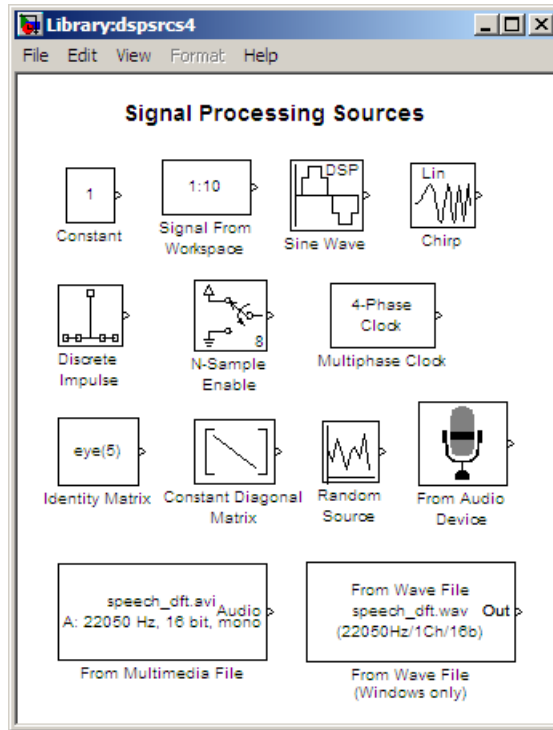 Library:dspsrcs4
File Edit View Format Help
Signal Processing Sources
1
Constant
1:10
Signal From
Workspace
DSP
Sine Wave
Lin
Chirp
Discrete
Impulse
8
N-Sample
Enable
4-Phase
Clock
Multiphase Clock
eye(5)
Identity Matrix
Constant Diagonal
Matrix
Random
Source
From Audio
Device
speech_dft.avi
Audio
A: 22050 Hz, 16 bit, mono
From Multimedia File
From Wave File
speech_dft.wav Out
(22050Hz/1Ch/16b)
From Wave File
(Windows only)